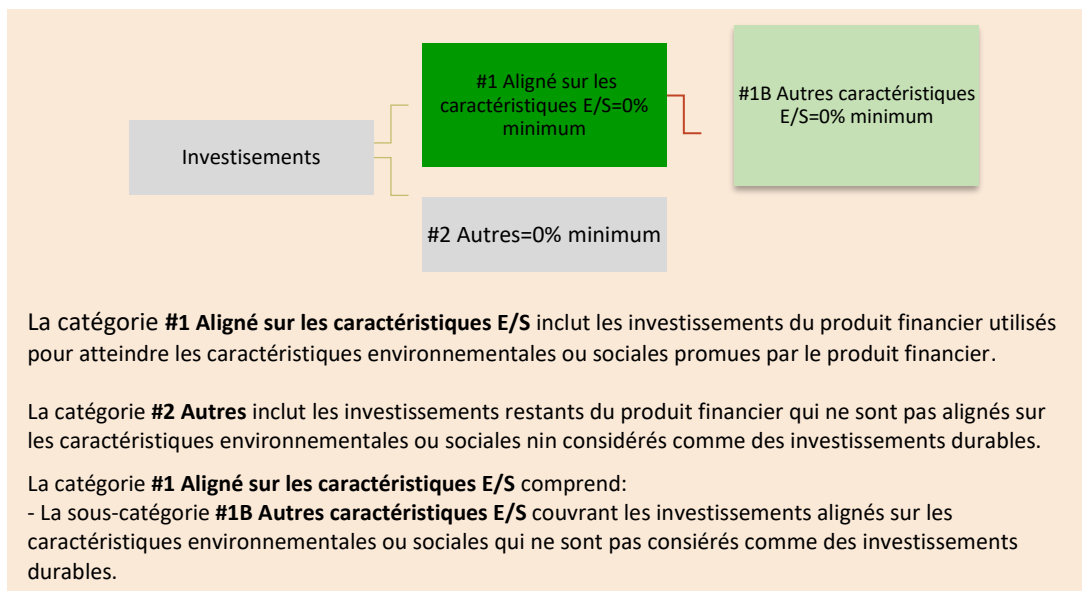 #1 Aligné sur les
caractéristiques E/S=0%
minimum
#1B Autres caractéristiques
E/S=0% minimum
Investisements
#2 Autres=0% minimum
La catégorie #1 Aligné sur les caractéristiques E/S inclut les investissements du produit financier utilisés
pour atteindre les caractéristiques environnementales ou sociales promues par le produit financier.
La catégorie #2 Autres inclut les investissements restants du produit financier qui ne sont pas alignés sur
les caractéristiques environnementales ou sociales nin considérés comme des investissements durables.
La catégorie #1 Aligné sur les caractéristiques E/S comprend:
- La sous-catégorie #1B Autres caractéristiques E/S couvrant les investissements alignés sur les
caractéristiques environnementales ou sociales qui ne sont pas consiérés comme des investissements
durables.